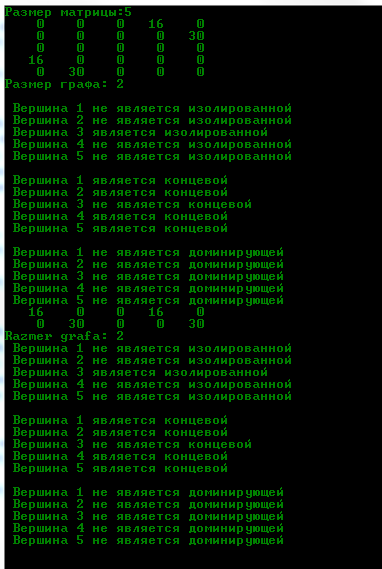 Размер матрицы:5
0 0 0 16 0
0 0 0 0 30
0 0 0 0 0
16 0 0 0 0
0 30 0 0 0
Размер графа: 2
Вершина 1 не является изолированной
Вершина 2 не является изолированной
Вершина 3 является изолированной
Вершина 4 не является изолированной
Вершина 5 не является изолированной
Вершина 1 является концевой
Вершина 2 является концевой
Вершина 3 не является концевой
Вершина 4 является концевой
Вершина 5 является концевой
Вершина 1 не является доминирующей
Вершина 2 не является доминирующей
Вершина 3 не является доминирующей
Вершина 4 не является доминирующей
Вершина 5 не является доминирующей
16 0 0 16 0
0 30 0 0 30
Razmer grafa: 2
Вершина 1 не является изолированной
Вершина 2 не является изолированной
Вершина 3 является изолированной
Вершина 4 не является изолированной
Вершина 5 не является изолированной
Вершина 1 является концевой
Вершина 2 является концевой
Вершина 3 не является концевой
Вершина 4 является концевой
Вершина 5 является концевой
Вершина 1 не является доминирующей
Вершина 2 не является доминирующей
Вершина 3 не является доминирующей
Вершина 4 не является доминирующей
Вершина 5 не является доминирующей